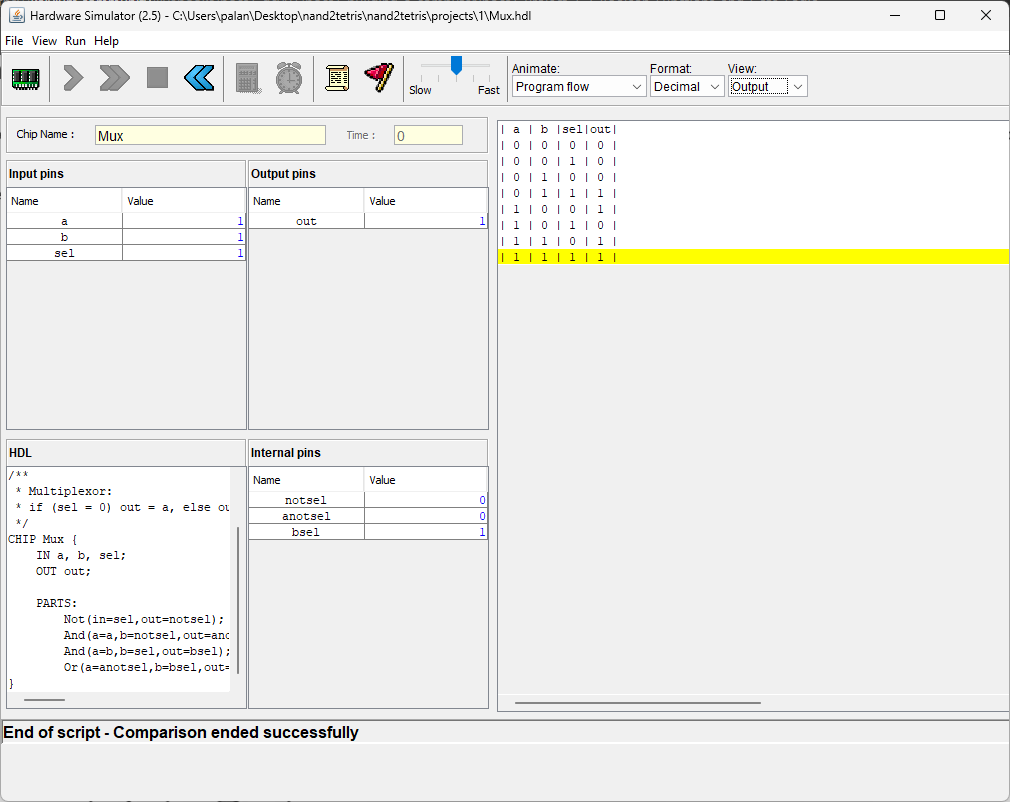 Hardware Simulator (2.5) - C:\Users\palan\Desktop\nand2tetris\nand2tetris\projects\1\Mux.hdl
File View Run Help
Slow Fast
Animate: Format: View:
Program flow Decimal Output
Chip Name : Mux Time : 0
Input pins
Name Value
a 1
b 1
sel 1
Output pins
Name Value
out 1
HDL
/**
* Multiplexor:
* if (sel = 0) out = a, else ou
*/
CHIP Mux {
IN a, b, sel;
OUT out;
PARTS:
Not(in=sel,out=notsel);
And(a=a,b=notsel,out=ano
And(a=b,b=sel,out=bsel);
Or(a=anotsel,b=bsel,out=
}
Internal pins
Name Value
notsel 0
anotsel 0
bsel 1
| a | b |sel|out|
| 0 | 0 | 0 | 0 |
| 0 | 0 | 1 | 0 |
| 0 | 1 | 0 | 0 |
| 0 | 1 | 1 | 1 |
| 1 | 0 | 0 | 1 |
| 1 | 0 | 1 | 0 |
| 1 | 1 | 0 | 1 |
| 1 | 1 | 1 | 1 |
End of script - Comparison ended successfully